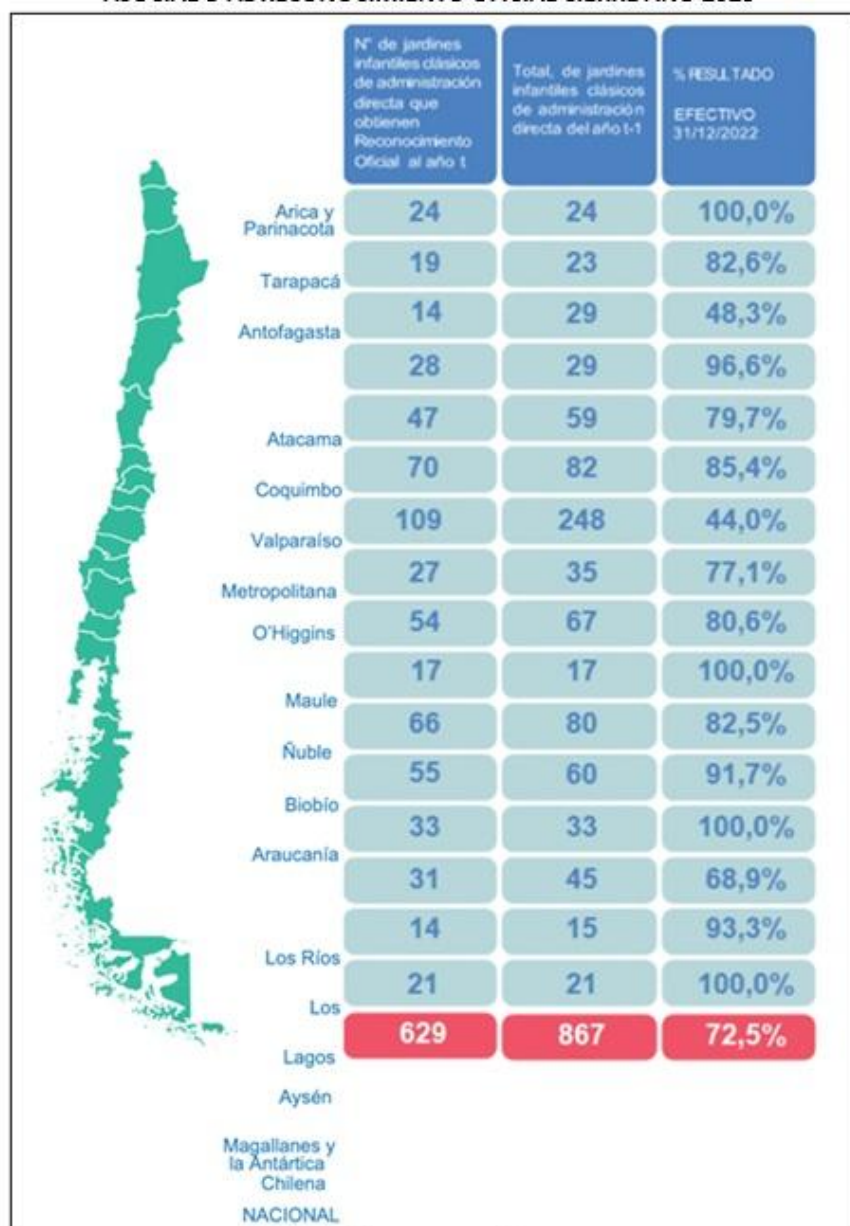 N° de jardines
infantiles clásicos
de administración
directa que
obtienen
Reconocimiento
Oficial al año t
Total, de jardines
infantiles clásicos
de administración
directa del año t-1
% RESULTADO
EFECTIVO
31/12/2022
Arica y
Parinacota
24 24 100,0%
Tarapacá
19 23 82,6%
Antofagasta
14 29 48,3%
28 29 96,6%
Atacama
47 59 79,7%
Coquimbo
70 82 85,4%
Valparaíso
109 248 44,0%
Metropolitana
27 35 77,1%
O'Higgins
54 67 80,6%
Maule
17 17 100,0%
Ñuble
66 80 82,5%
Biobío
55 60 91,7%
Araucanía
33 33 100,0%
31 45 68,9%
Los Ríos
14 15 93,3%
Los
21 21 100,0%
Lagos
629 867 72,5%
Aysén
Magallanes y
la Antártica
Chilena
NACIONAL